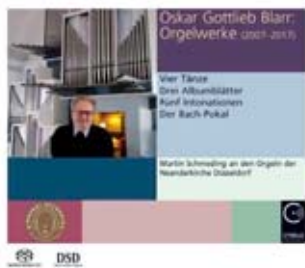 Oskar Gottlieb Blarr:
Orgelwerke (2007-2017)
Vier Tänze
Drei Albumblätter
Fünf Intonationen
Der Bach-Pokal
Martin Schmeding an den Orgeln der
Neanderkirche Düsseldorf
DSD